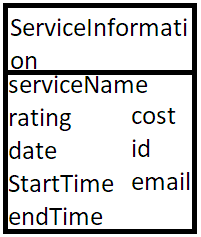 ServiceInformati
on
serviceName
rating cost
date id
StartTime email
endTime